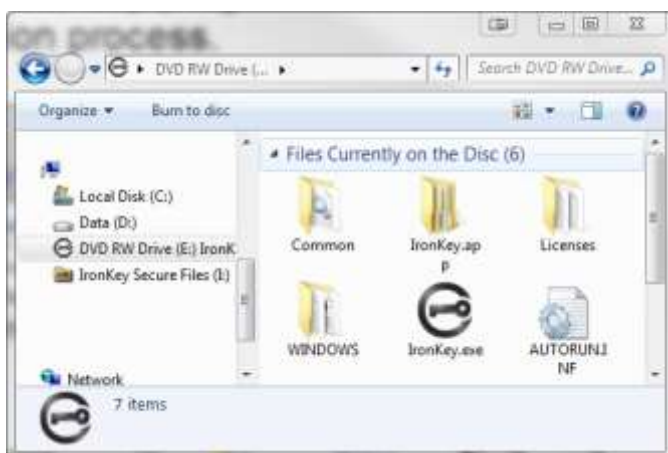 on process.
DVD RW Drive (...
Search DVD RW Drive...
Organize
Burn to disc
Files Currently on the Disc (6)
Local Disk (C:)
Data (D:)
DVD RW Drive (E:) IronK
IronKey Secure Files (I:)
Network
Common
IronKey.ap
p
Licenses
WINDOWS
IronKey.exe
AUTORUN.I
NF
7 items